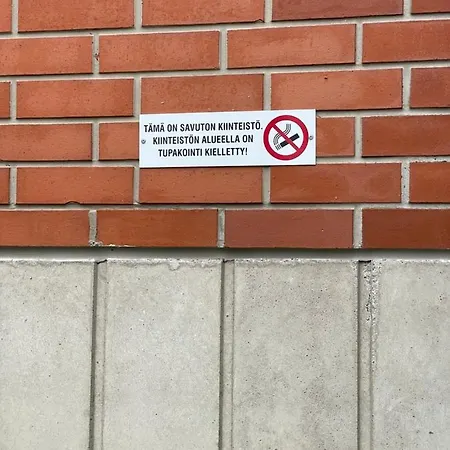 TÄMÄ ON SAVUTON KIINTEISTÖ.
KIINTEISTÖN ALUEELLA ON
TUPAKOINTI KIELLETTY!